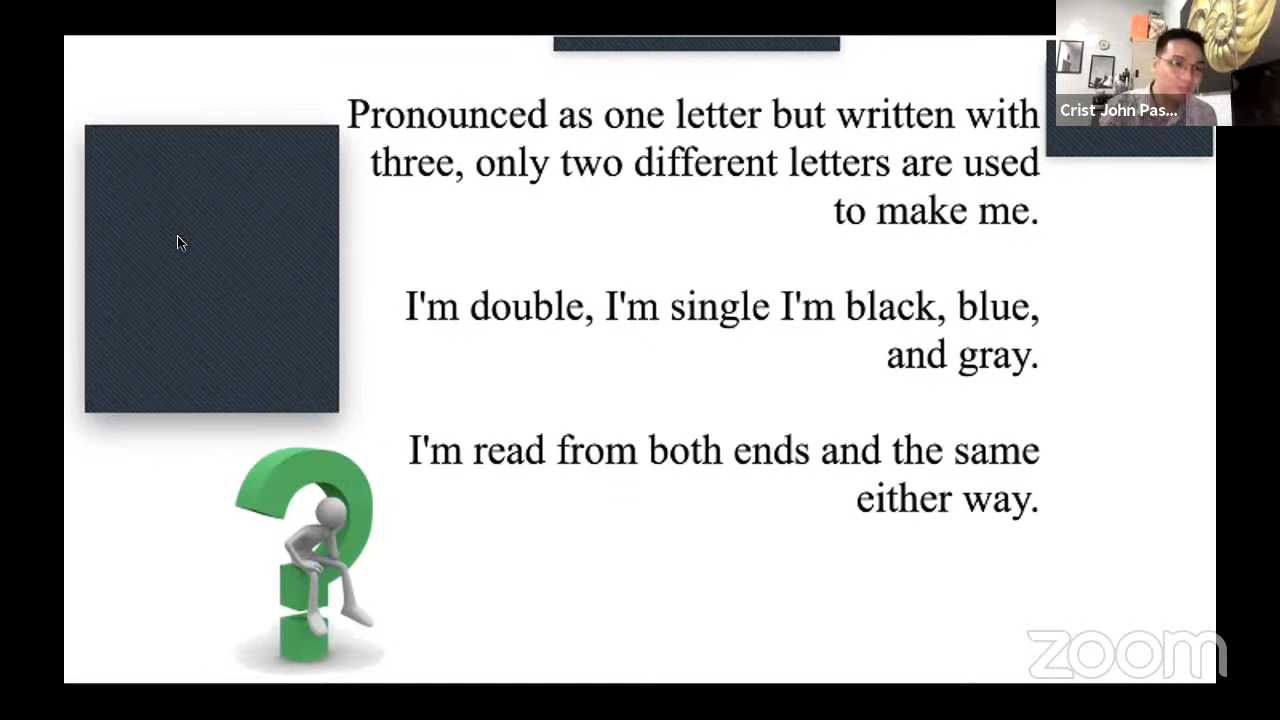 Pronounced as one letter but written with
three, only two different letters are used
to make me.
I'm double, I'm single I'm black, blue,
and gray.
I'm read from both ends and the same
either way.
Crist John Pas...
zoom